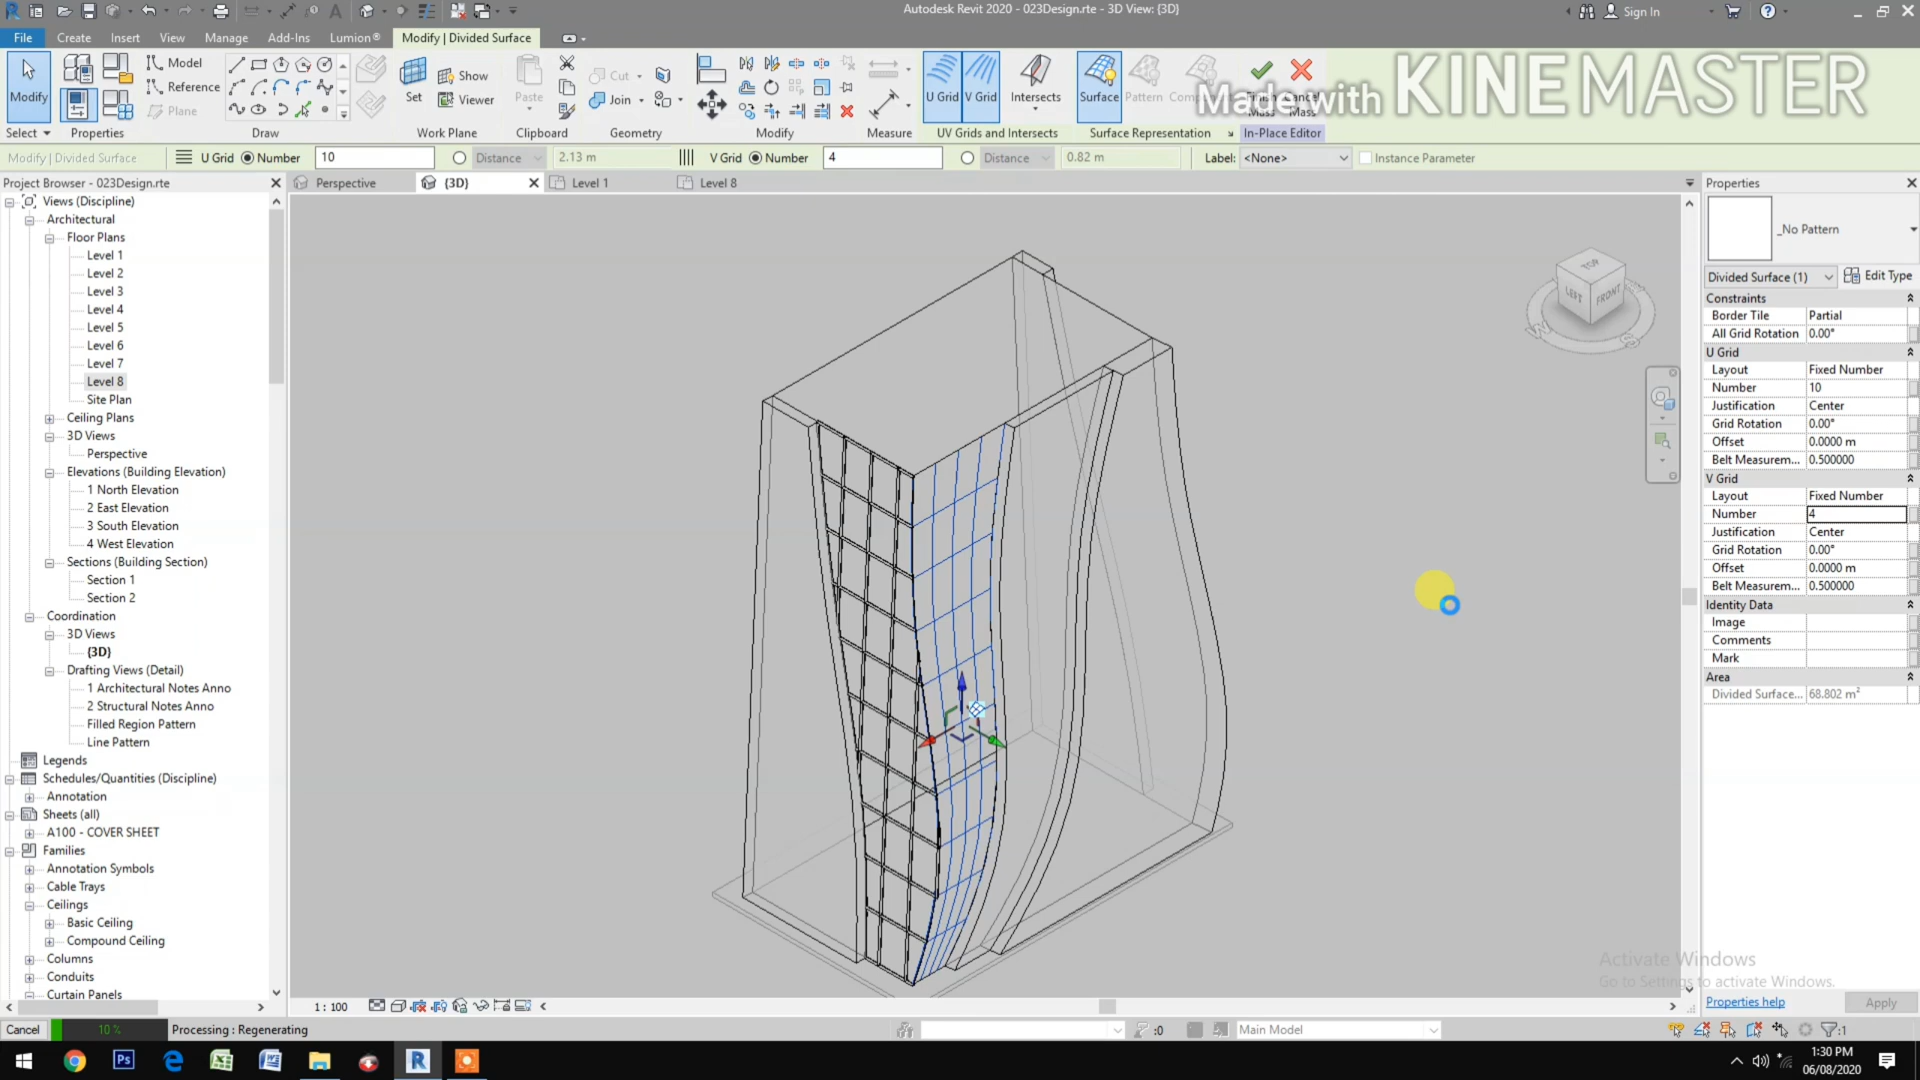 Autodesk Revit 2020 - 023Design.rte - 3D View: {3D}
Sign In
File
Create
Insert
View
Manage
Add-Ins
Lumion®
Modify | Divided Surface
Modify
Model
Reference
Plane
Set
Show
Viewer
Paste
Cut
Join
U Grid
V Grid
Intersects
Surface
Pattern
Finish
Mass
Cancel
Mass
Made with KINEMASTER
Select
Properties
Draw
Work Plane
Clipboard
Geometry
Modify
Measure
UV Grids and Intersects
Surface Representation
In-Place Editor
Modify | Divided Surface
U Grid
Number
10
Distance
2.13 m
V Grid
Number
4
Distance
0.82 m
Label:
<None>
Instance Parameter
Project Browser - 023Design.rte
Perspective
{3D}
Level 1
Level 8
Views (Discipline)
Architectural
Floor Plans
Level 1
Level 2
Level 3
Level 4
Level 5
Level 6
Level 7
Level 8
Site Plan
Ceiling Plans
3D Views
Perspective
Elevations (Building Elevation)
1 North Elevation
2 East Elevation
3 South Elevation
4 West Elevation
Sections (Building Section)
Section 1
Section 2
Coordination
3D Views
{3D}
Drafting Views (Detail)
1 Architectural Notes Anno
2 Structural Notes Anno
Filled Region Pattern
Line Pattern
Legends
Schedules/Quantities (Discipline)
Annotation
Sheets (all)
A100 - COVER SHEET
Families
Annotation Symbols
Cable Trays
Ceilings
Basic Ceiling
Compound Ceiling
Columns
Conduits
Curtain Panels
TOP
LEFT
FRONT
W
S
Properties
_No Pattern
Divided Surface (1)
Edit Type
Constraints
Border Tile Partial
All Grid Rotation 0.00°
U Grid
Layout Fixed Number
Number 10
Justification Center
Grid Rotation 0.00°
Offset 0.0000 m
Belt Measurem... 0.500000
V Grid
Layout Fixed Number
Number 4
Justification Center
Grid Rotation 0.00°
Offset 0.0000 m
Belt Measurem... 0.500000
Identity Data
Image
Comments
Mark
Area
Divided Surface... 68.802 m²
Activate Windows
Go to Settings to activate Windows.
Properties help
Apply
1 : 100
Cancel
10 %
Processing : Regenerating
:0
Main Model
:1
1:30 PM
06/08/2020